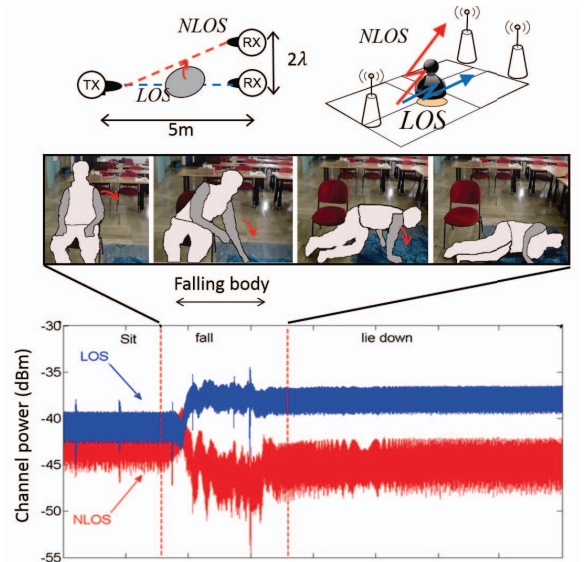 NLOS
RX
2λ
TX
LOS
RX
5m
NLOS
LOS
Falling body
-30
Sit
fall
lie down
LOS
-35
-40
-45
NLOS
-50
-55
Channel power (dBm)